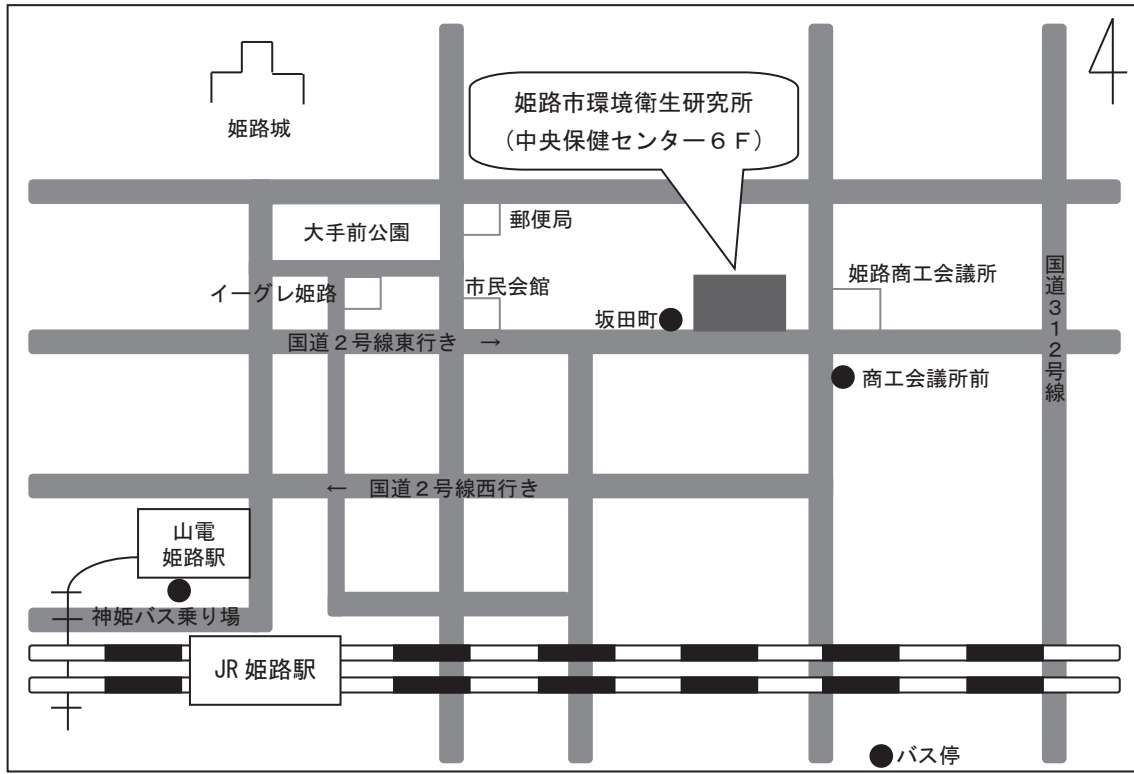 姫路城
姫路市環境衛生研究所
(中央保健センター6F)
大手前公園
郵便局
イーグレ姫路
市民会館
坂田町
姫路商工会議所
国道312号線
国道2号線東行き →
商工会議所前
← 国道2号線西行き
山電
姫路駅
神姫バス乗り場
JR 姫路駅
バス停